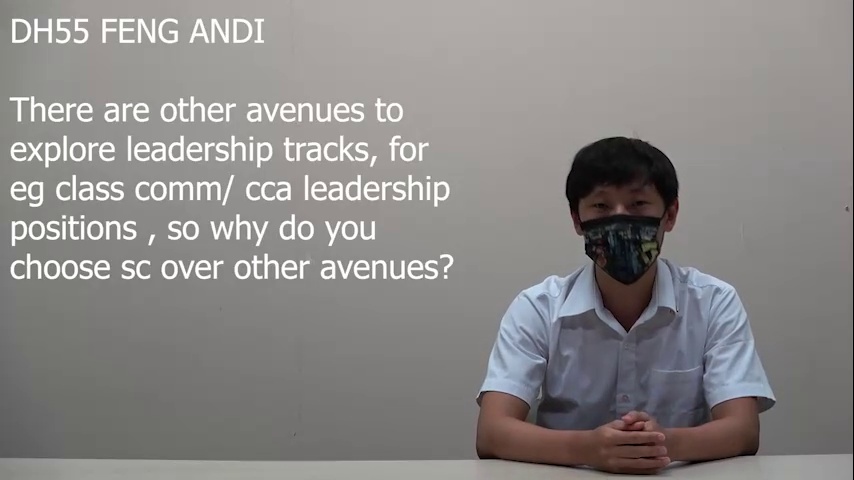 DH55 FENG ANDI
There are other avenues to
explore leadership tracks, for
eg class comm/ cca leadership
positions , so why do you
choose sc over other avenues?